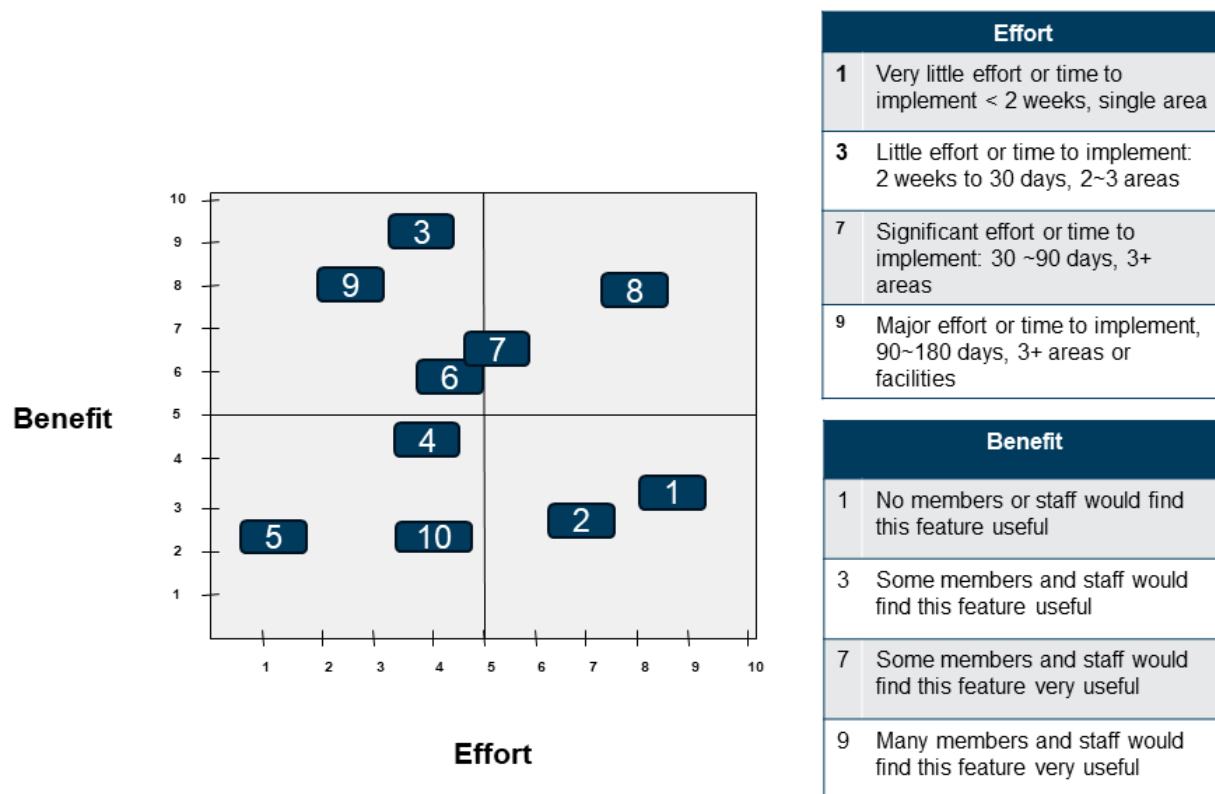 Effort
1 Very little effort or time to
implement < 2 weeks, single area
3 Little effort or time to implement:
2 weeks to 30 days, 2~3 areas
7 Significant effort or time to
implement: 30 ~90 days, 3+
areas
9 Major effort or time to implement,
90~180 days, 3+ areas or
facilities
10
9
8
7
6
5
4
3
2
1
3
9
8
7
6
4
1
2
5
10
Benefit
1 2 3 4 5 6 7 8 9 10
Effort
Benefit
1 No members or staff would find
this feature useful
3 Some members and staff would
find this feature useful
7 Some members and staff would
find this feature very useful
9 Many members and staff would
find this feature very useful